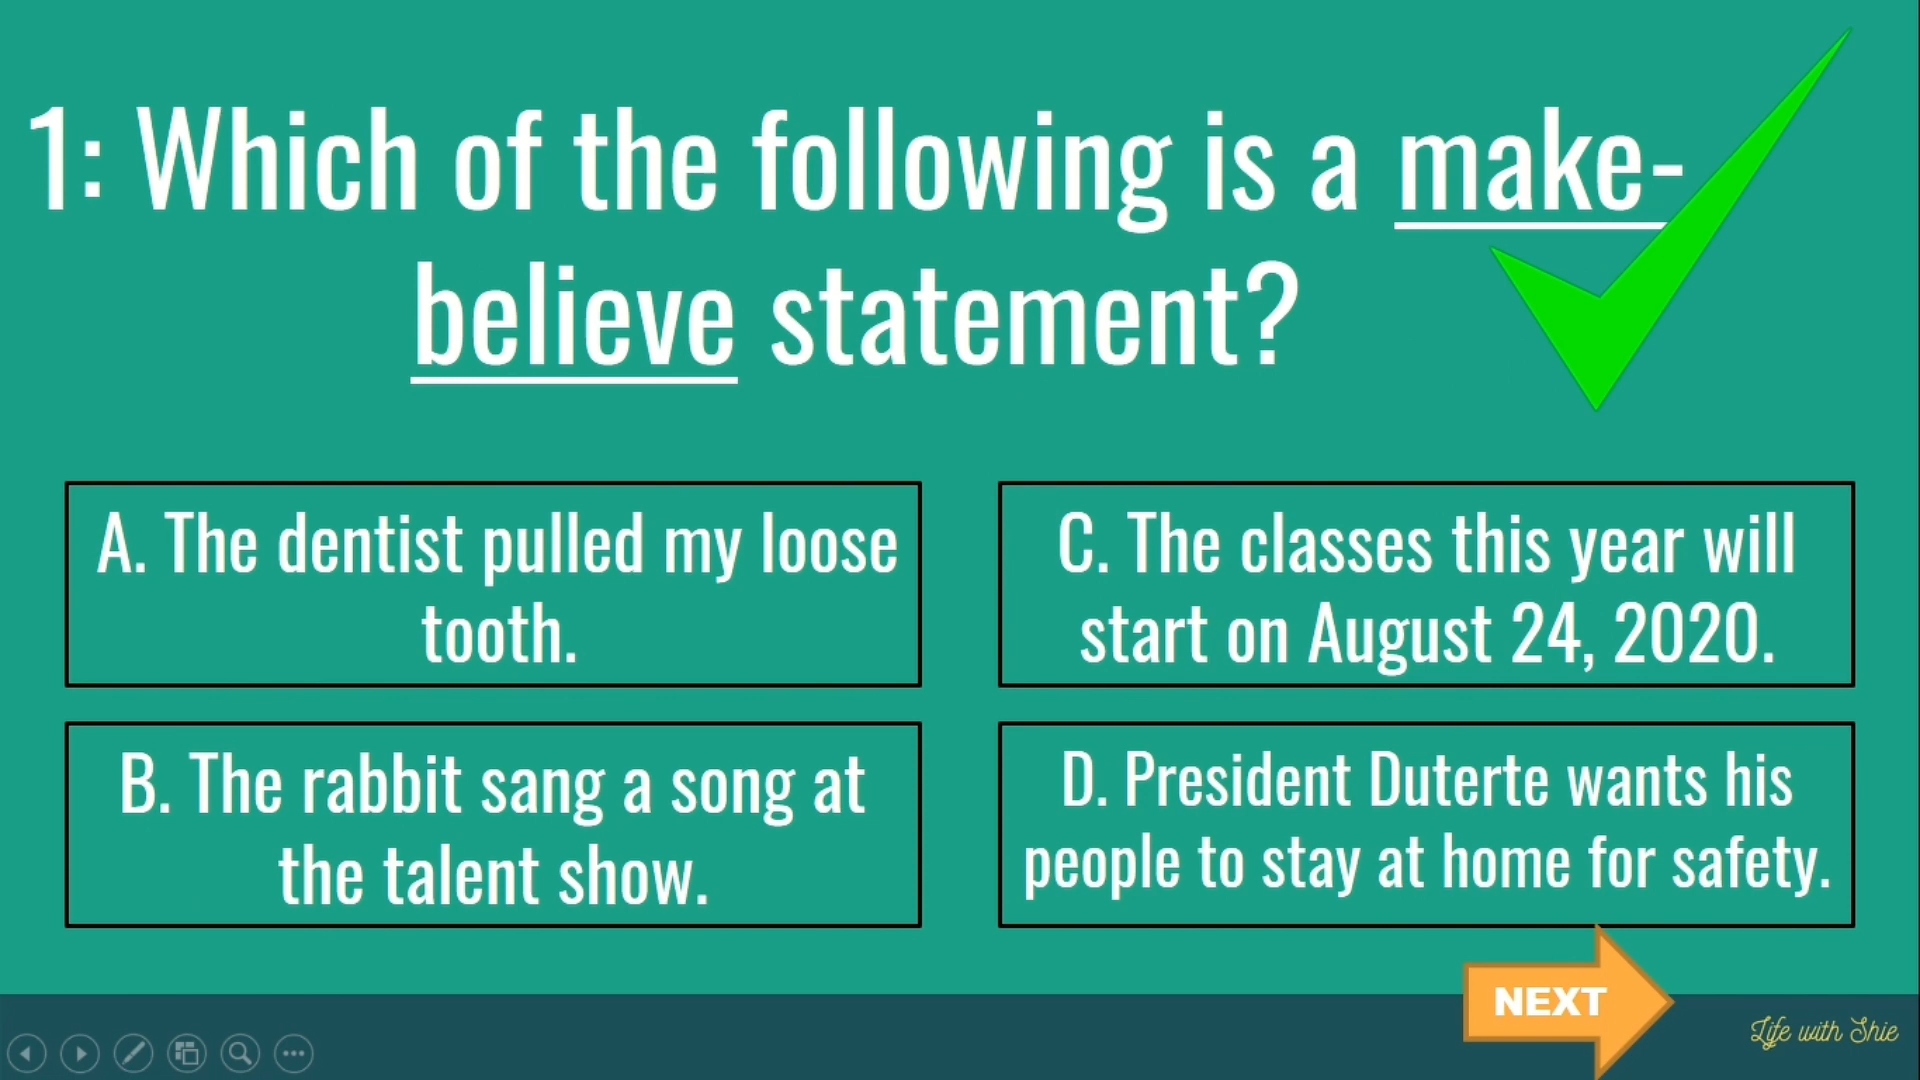 1: Which of the following is a make-
believe statement?
A. The dentist pulled my loose
tooth.
B. The rabbit sang a song at
the talent show.
C. The classes this year will
start on August 24, 2020.
D. President Duterte wants his
people to stay at home for safety.
NEXT
Life with Shie